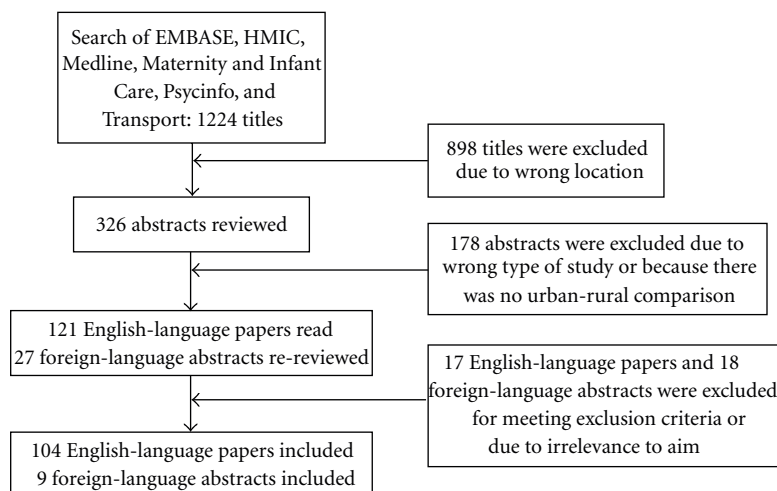 Search of EMBASE, HMIC,
Medline, Maternity and Infant
Care, Psycinfo, and
Transport: 1224 titles
898 titles were excluded
due to wrong location
326 abstracts reviewed
178 abstracts were excluded due to
wrong type of study or because there
was no urban-rural comparison
121 English-language papers read
27 foreign-language abstracts re-reviewed
17 English-language papers and 18
foreign-language abstracts were excluded
for meeting exclusion criteria or
due to irrelevance to aim
104 English-language papers included
9 foreign-language abstracts included